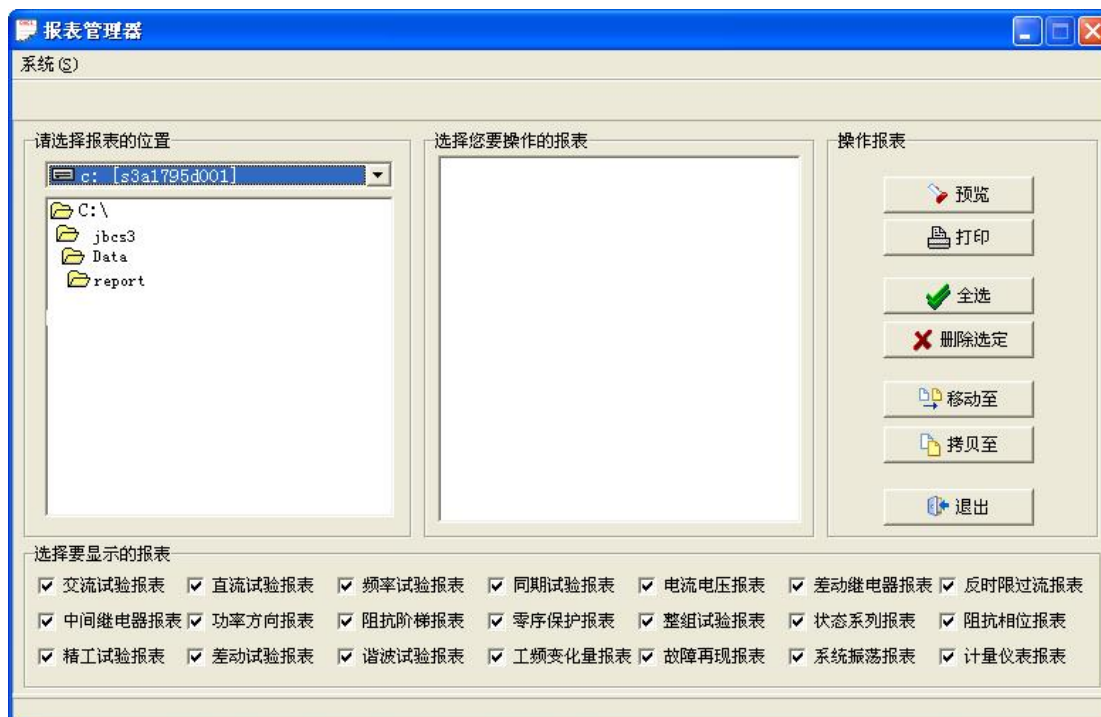 报表管理器
系统(S)
请选择报表的位置
选择您要操作的报表
操作报表
c: [s3a1795d001]
C:\
jbcs3
Data
report
预览
打印
全选
删除选定
移动至
拷贝至
退出
选择要显示的报表
交流试验报表 直流试验报表 频率试验报表 同期试验报表 电流电压报表 差动继电器报表 反时限过流报表
中间继电器报表 功率方向报表 阻抗阶梯报表 零序保护报表 整组试验报表 状态系列报表 阻抗相位报表
精工试验报表 差动试验报表 谐波试验报表 工频变化量报表 故障再现报表 系统振荡报表 计量仪表报表